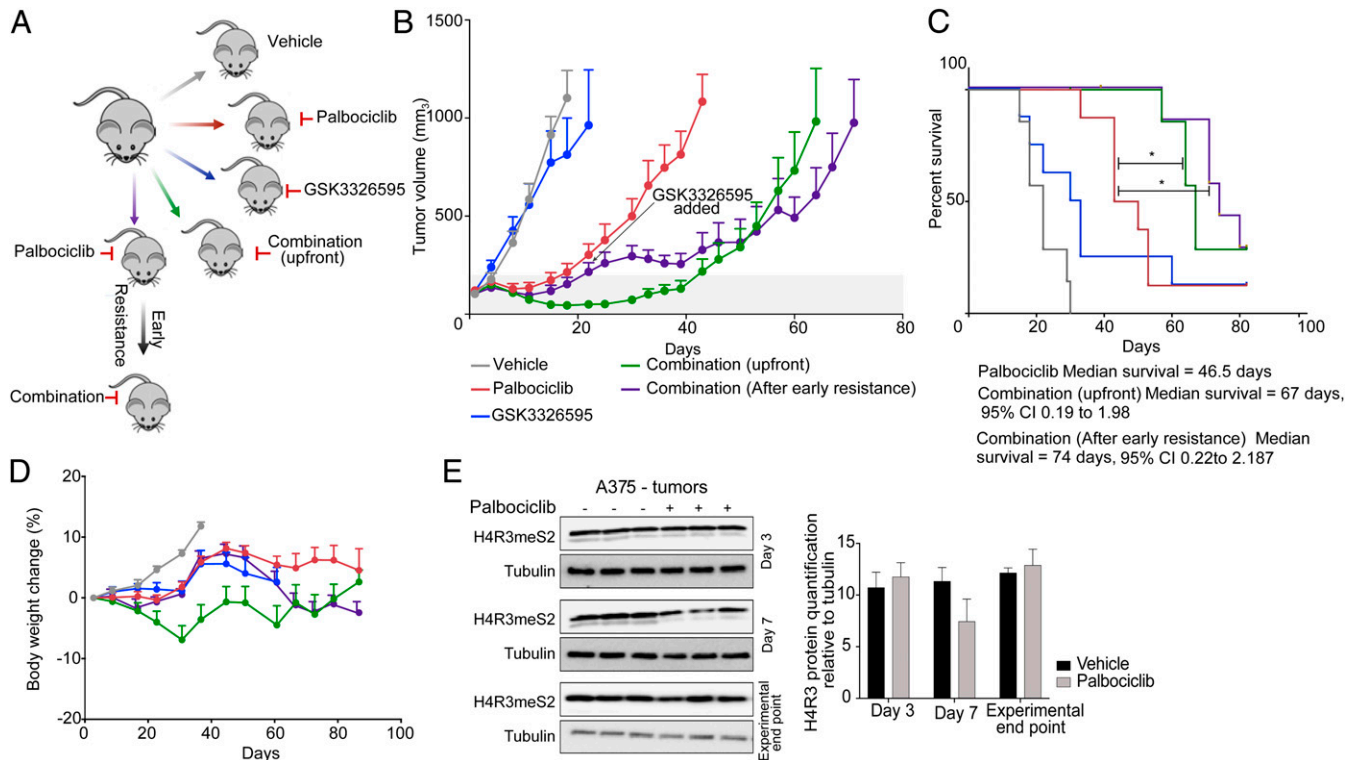 A
Vehicle
Palbociclib
GSK3326595
Combination
(upfront)
Palbociclib
Resistance
Early
Combination
B
1500
1000
500
0
Tumor volume (mm3)
GSK3326595
added
0
20
40
60
80
Days
Vehicle
Palbociclib
GSK3326595
Combination (upfront)
Combination (After early resistance)
C
100
50
0
Percent survival
*
*
20
40
60
80
100
Days
Palbociclib Median survival = 46.5 days
Combination (upfront) Median survival = 67 days,
95% CI 0.19 to 1.98
Combination (After early resistance) Median
survival = 74 days, 95% CI 0.22to 2.187
D
20
10
0
-10
-20
Body weight change (%)
0
20
40
60
80
100
Days
E
A375 - tumors
Palbociclib - - - + + +
H4R3meS2
Tubulin
Day 3
H4R3meS2
Tubulin
Day 7
H4R3meS2
Tubulin
Experimental
end point
H4R3 protein quantification
relative to tubulin
15
10
5
0
Day 3
Day 7
Experimental
end point
Vehicle
Palbociclib